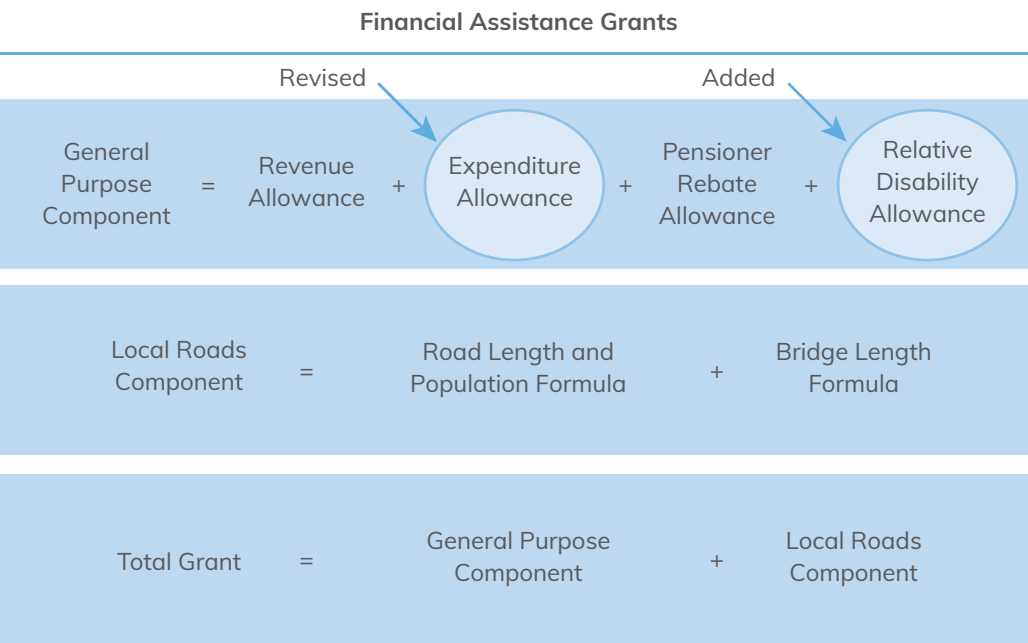 Financial Assistance Grants
Revised
Added
General
Purpose
Component
=
Revenue
Allowance
+
Expenditure
Allowance
+
Pensioner
Rebate
Allowance
+
Relative
Disability
Allowance
Local Roads
Component
=
Road Length and
Population Formula
+
Bridge Length
Formula
Total Grant
=
General Purpose
Component
+
Local Roads
Component